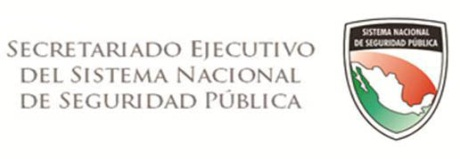 SECRETARIADO EJECUTIVO
DEL SISTEMA NACIONAL
DE SEGURIDAD PÚBLICA
SISTEMA NACIONAL
DE SEGURIDAD PÚBLICA